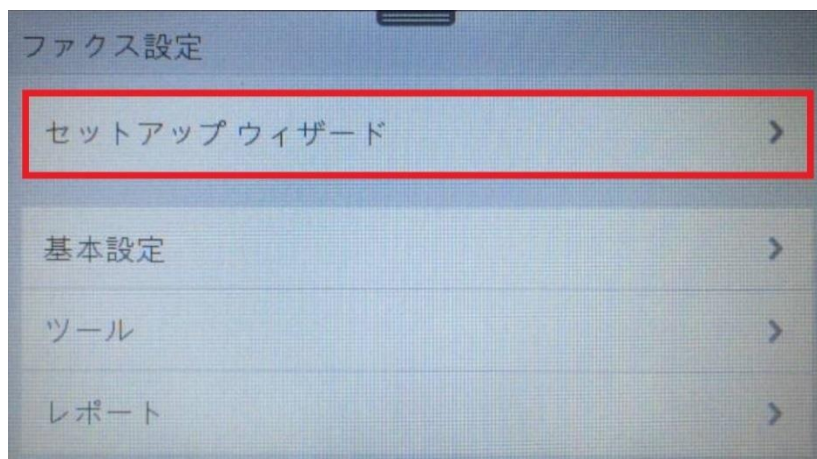 ファクス設定
セットアップ ウィザード
基本設定
ツール
レポート